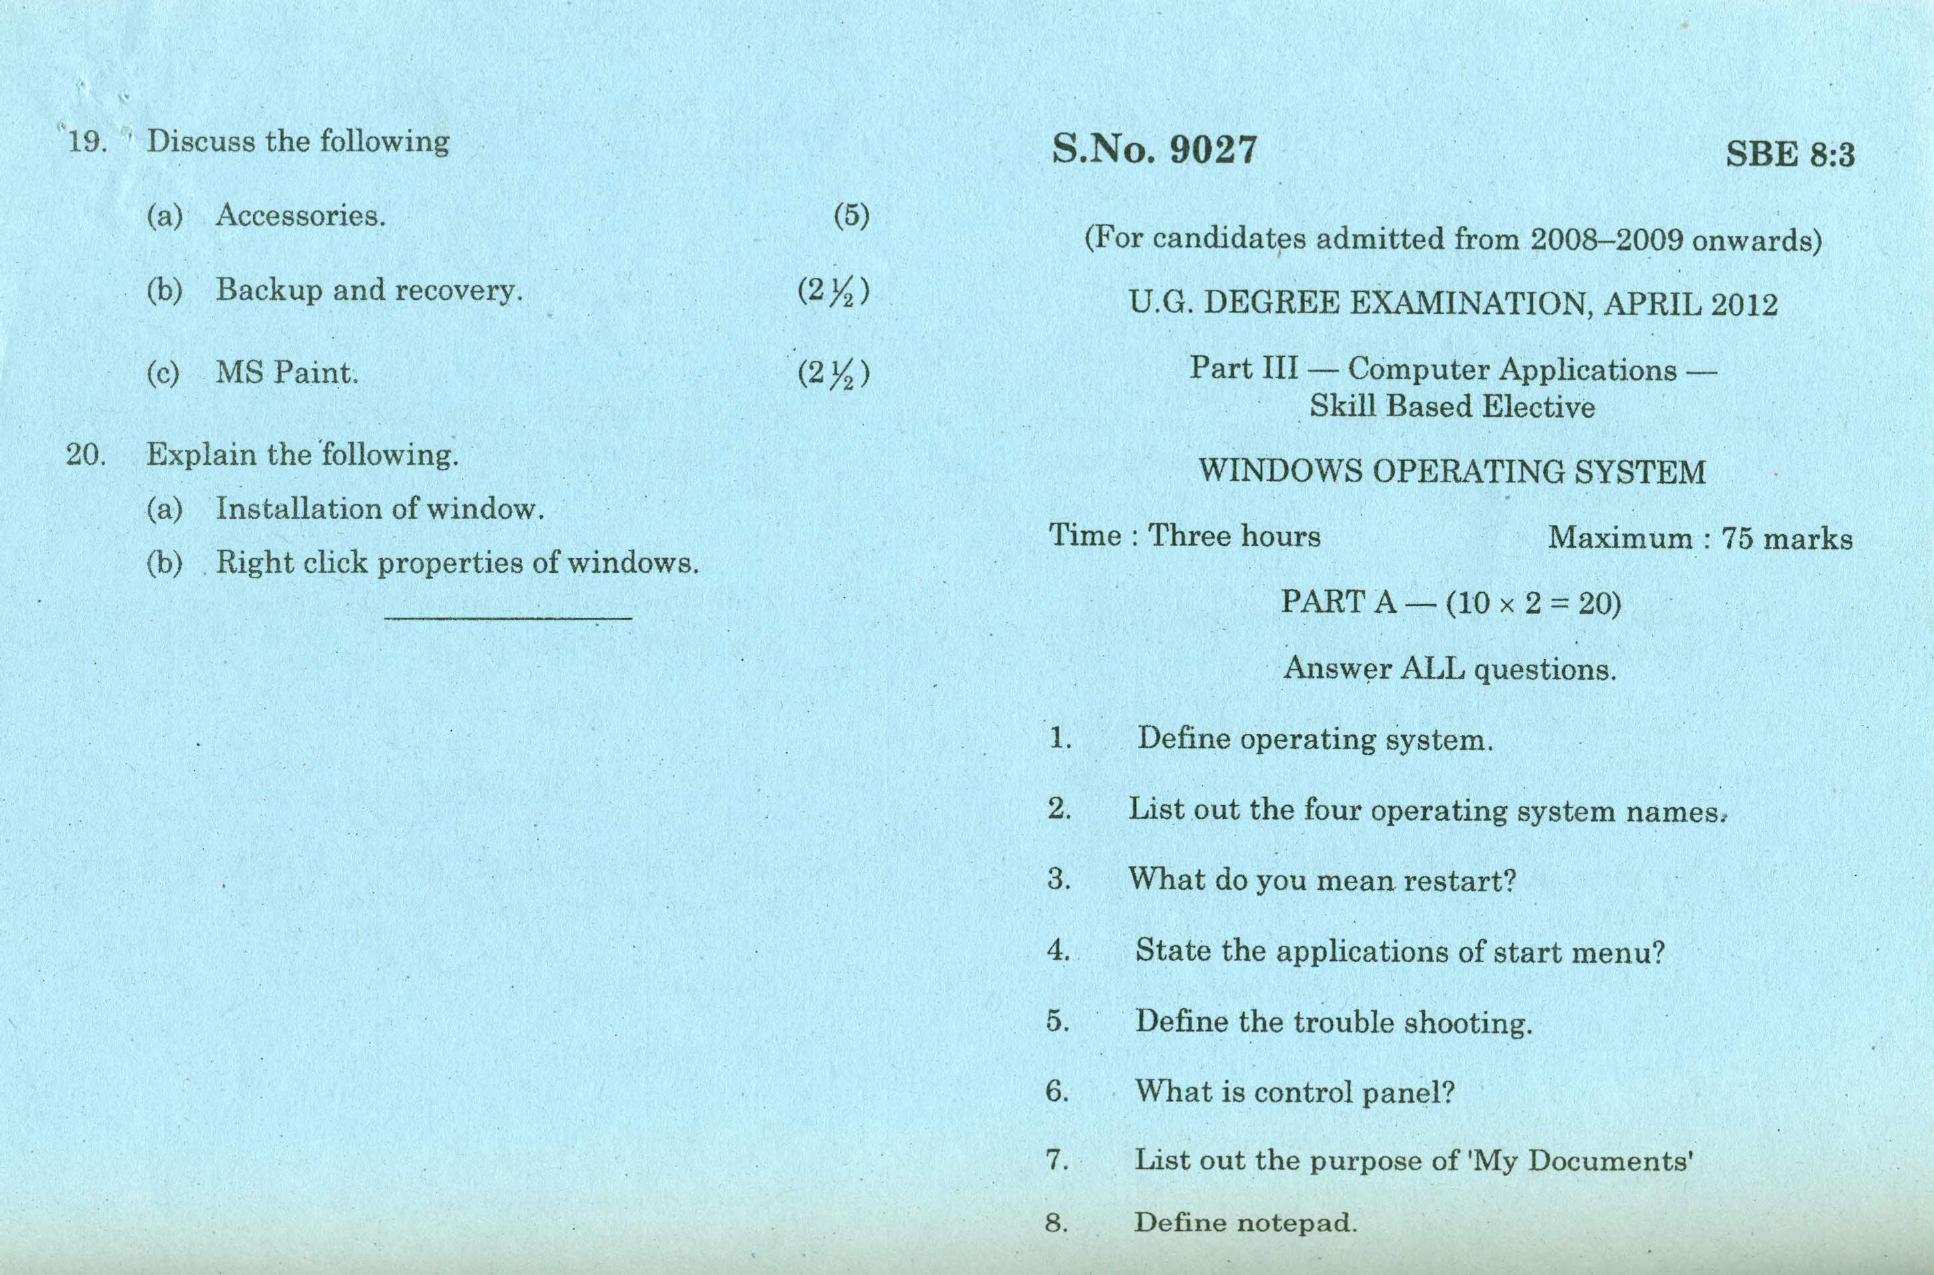 19. Discuss the following
(a) Accessories. (5)
(b) Backup and recovery. (2 ½)
(c) MS Paint. (2 ½)
20. Explain the following.
(a) Installation of window.
(b) Right click properties of windows.
S.No. 9027 SBE 8:3
(For candidates admitted from 2008–2009 onwards)
U.G. DEGREE EXAMINATION, APRIL 2012
Part III — Computer Applications —
Skill Based Elective
WINDOWS OPERATING SYSTEM
Time : Three hours Maximum : 75 marks
PART A — (10 × 2 = 20)
Answer ALL questions.
1. Define operating system.
2. List out the four operating system names.
3. What do you mean restart?
4. State the applications of start menu?
5. Define the trouble shooting.
6. What is control panel?
7. List out the purpose of 'My Documents'
8. Define notepad.